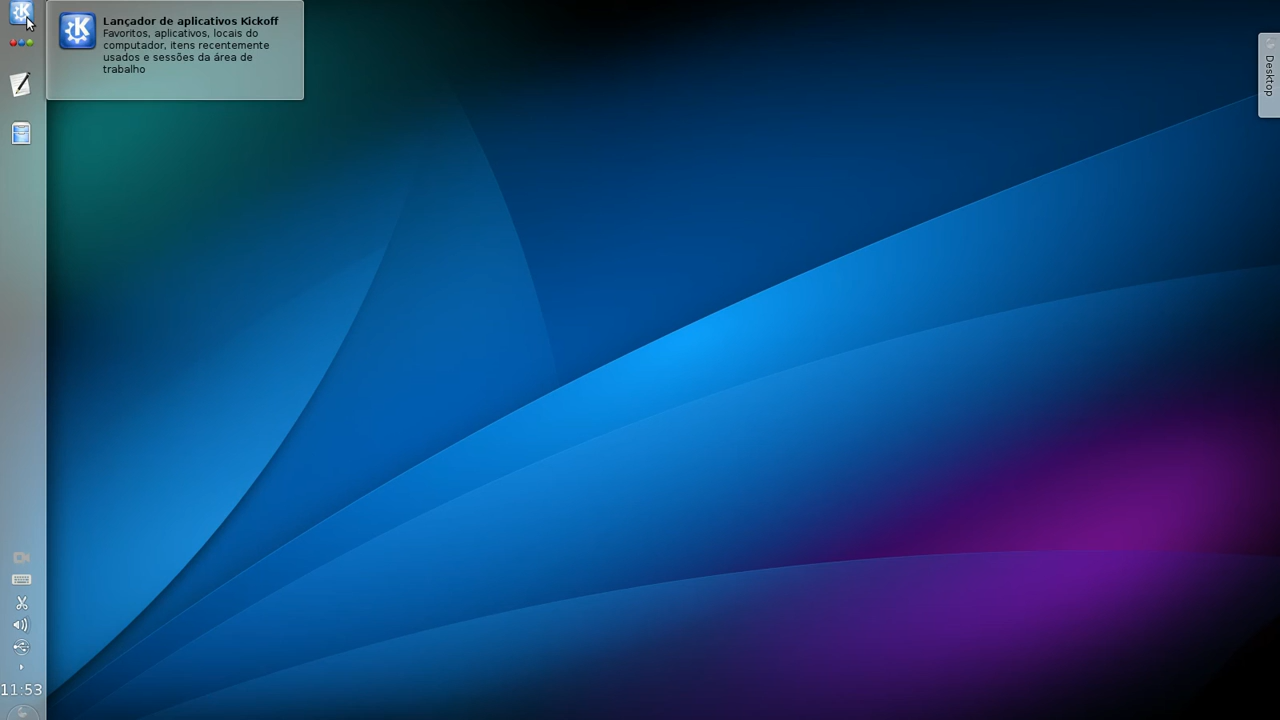 Lançador de aplicativos Kickoff
Favoritos, aplicativos, locais do
computador, itens recentemente
usados e sessões da área de
trabalho
Desktop
11:53